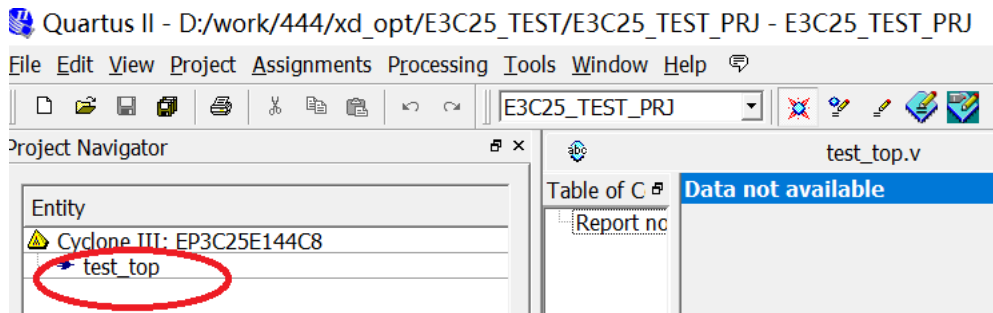 Quartus II - D:/work/444/xd_opt/E3C25_TEST/E3C25_TEST_PRJ - E3C25_TEST_PRJ
File Edit View Project Assignments Processing Tools Window Help
E3C25_TEST_PRJ
Project Navigator
test_top.v
Entity
Table of C
Data not available
Cyclone III: EP3C25E144C8
Report no
test_top